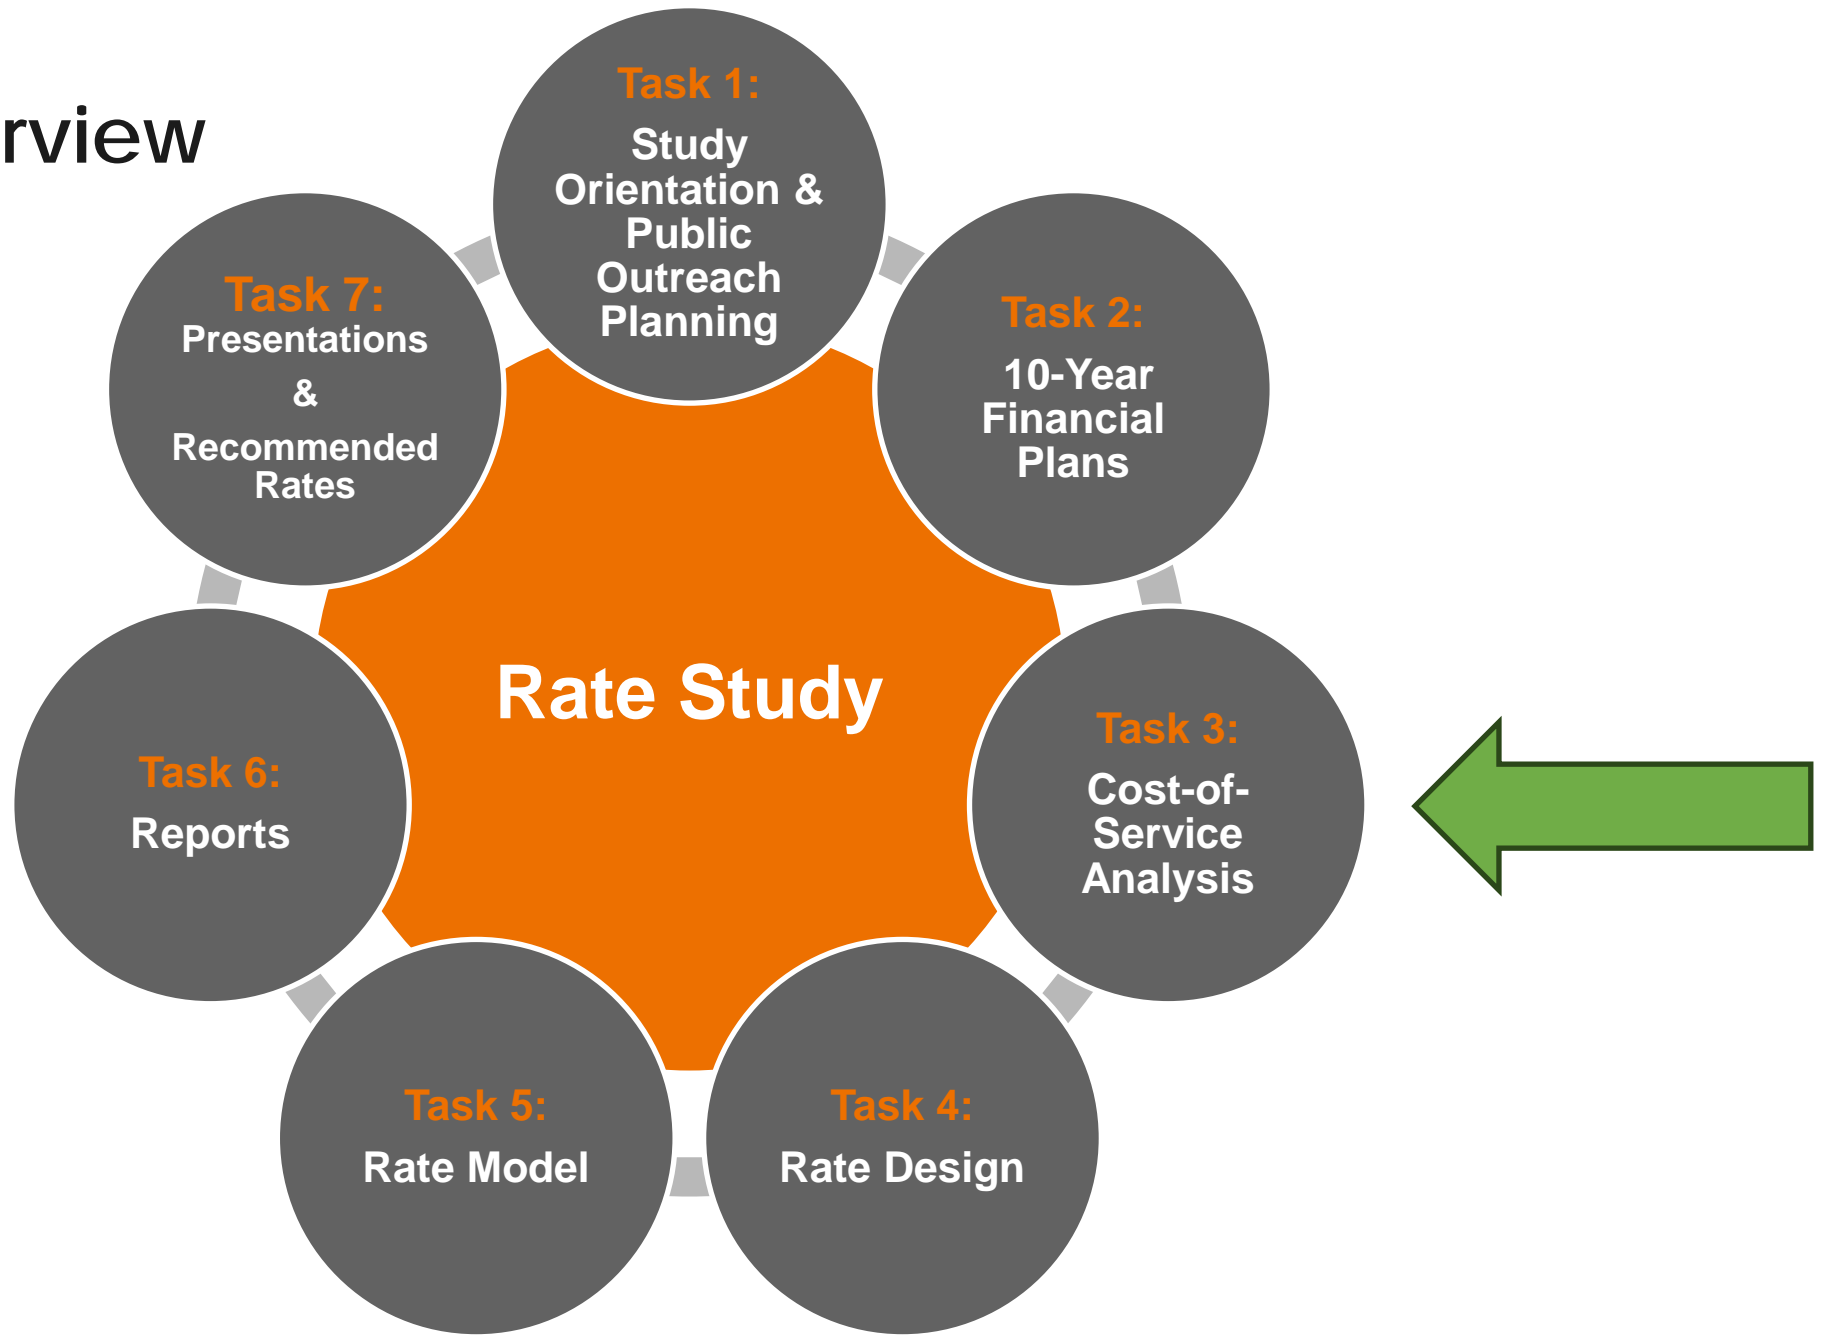 rview
Task 1:
Study
Orientation &
Public
Outreach
Planning
Task 2:
10-Year
Financial
Plans
Task 3:
Cost-of-
Service
Analysis
Task 4:
Rate Design
Task 5:
Rate Model
Task 6:
Reports
Task 7:
Presentations
&
Recommended
Rates
Rate Study